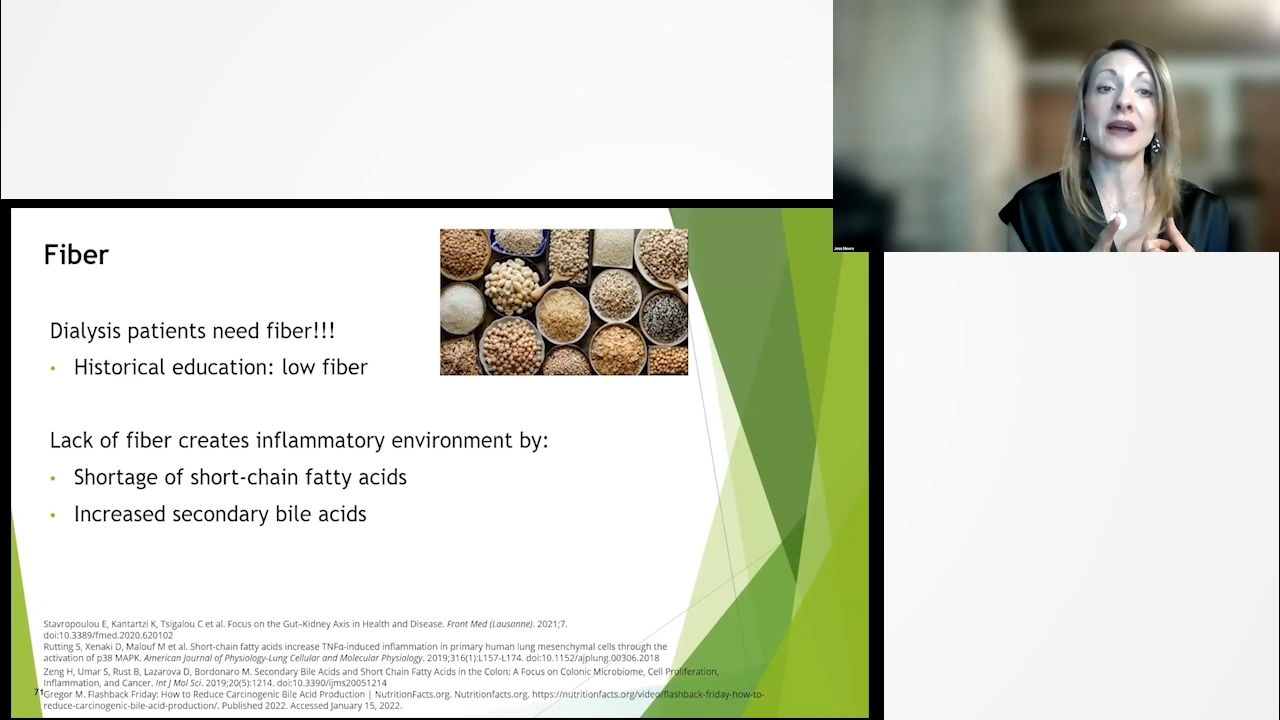 Jess Moore
Fiber
Dialysis patients need fiber!!!
• Historical education: low fiber
Lack of fiber creates inflammatory environment by:
• Shortage of short-chain fatty acids
• Increased secondary bile acids
Stavropoulou E, Kantartzi K, Tsigalou C et al. Focus on the Gut–Kidney Axis in Health and Disease. Front Med (Lausanne). 2021;7.
doi:10.3389/fmed.2020.620102
Rutting S, Xenaki D, Malouf M et al. Short-chain fatty acids increase TNFα-induced inflammation in primary human lung mesenchymal cells through the
activation of p38 MAPK. American Journal of Physiology-Lung Cellular and Molecular Physiology. 2019;316(1):L157-L174. doi:10.1152/ajplung.00306.2018
Zeng H, Umar S, Rust B, Lazarova D, Bordonaro M. Secondary Bile Acids and Short Chain Fatty Acids in the Colon: A Focus on Colonic Microbiome, Cell Proliferation,
Inflammation, and Cancer. Int J Mol Sci. 2019;20(5):1214. doi:10.3390/ijms20051214
71
Gregor M. Flashback Friday: How to Reduce Carcinogenic Bile Acid Production | NutritionFacts.org. Nutritionfacts.org. https://nutritionfacts.org/video/flashback-friday-how-to-
reduce-carcinogenic-bile-acid-production/. Published 2022. Accessed January 15, 2022.